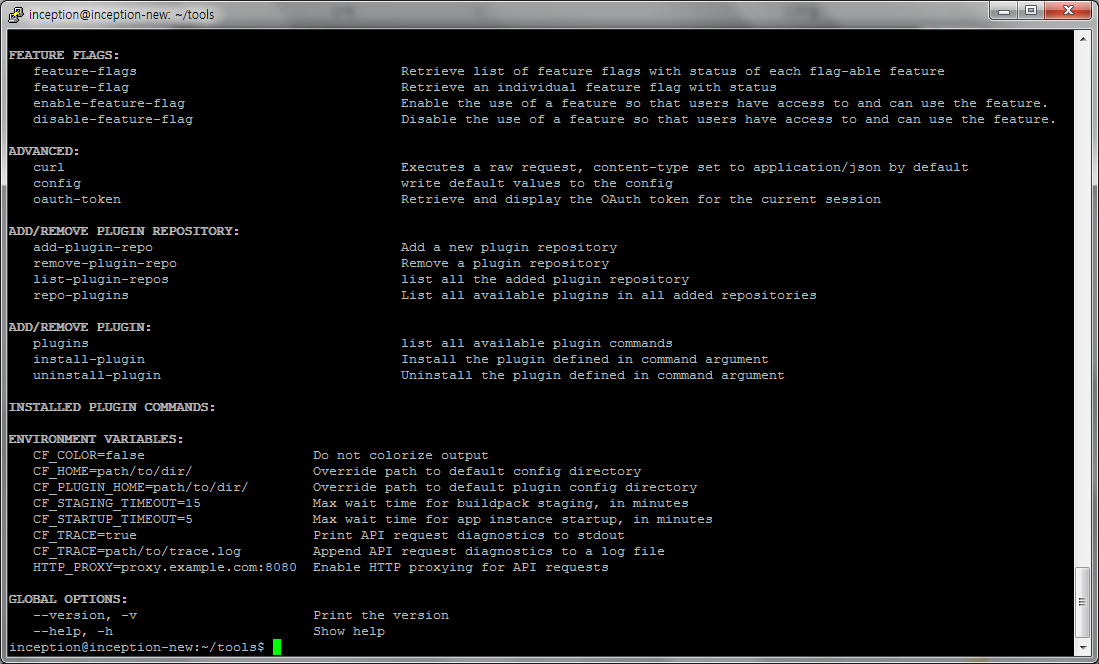 inception@inception-new: ~/tools
FEATURE FLAGS:
feature-flags Retrieve list of feature flags with status of each flag-able feature
feature-flag Retrieve an individual feature flag with status
enable-feature-flag Enable the use of a feature so that users have access to and can use the feature.
disable-feature-flag Disable the use of a feature so that users have access to and can use the feature.
ADVANCED:
curl Executes a raw request, content-type set to application/json by default
config write default values to the config
oauth-token Retrieve and display the OAuth token for the current session
ADD/REMOVE PLUGIN REPOSITORY:
add-plugin-repo Add a new plugin repository
remove-plugin-repo Remove a plugin repository
list-plugin-repos list all the added plugin repository
repo-plugins List all available plugins in all added repositories
ADD/REMOVE PLUGIN:
plugins list all available plugin commands
install-plugin Install the plugin defined in command argument
uninstall-plugin Uninstall the plugin defined in command argument
INSTALLED PLUGIN COMMANDS:
ENVIRONMENT VARIABLES:
CF_COLOR=false Do not colorize output
CF_HOME=path/to/dir/ Override path to default config directory
CF_PLUGIN_HOME=path/to/dir/ Override path to default plugin config directory
CF_STAGING_TIMEOUT=15 Max wait time for buildpack staging, in minutes
CF_STARTUP_TIMEOUT=5 Max wait time for app instance startup, in minutes
CF_TRACE=true Print API request diagnostics to stdout
CF_TRACE=path/to/trace.log Append API request diagnostics to a log file
HTTP_PROXY=proxy.example.com:8080 Enable HTTP proxying for API requests
GLOBAL OPTIONS:
--version, -v Print the version
--help, -h Show help
inception@inception-new:~/tools$